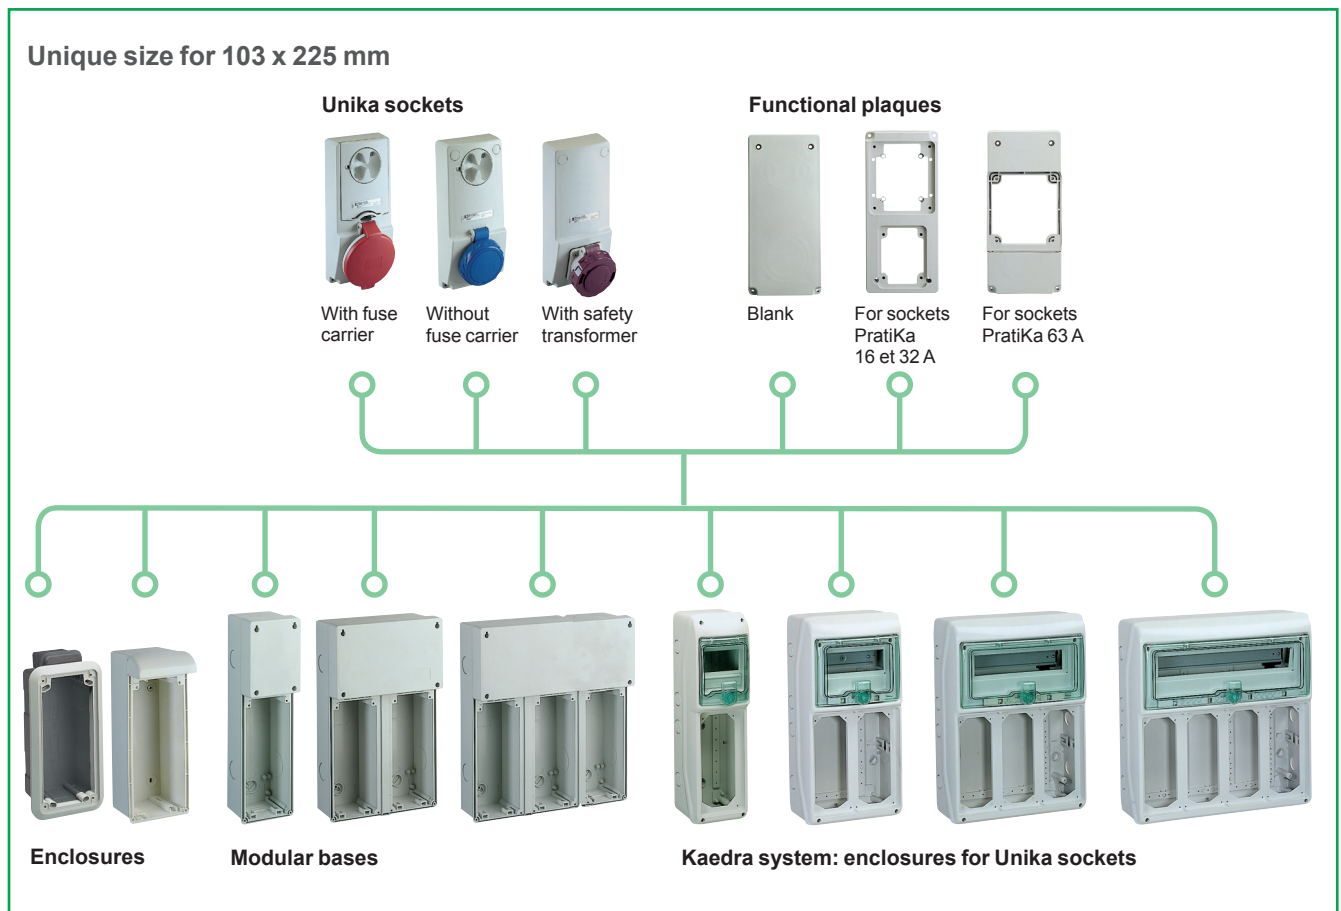 Unique size for 103 x 225 mm
Unika sockets
Functional plaques
With fuse
carrier
Without
fuse carrier
With safety
transformer
Blank
For sockets
PratiKa
16 et 32 A
For sockets
PratiKa 63 A
Enclosures
Modular bases
Kaedra system: enclosures for Unika sockets